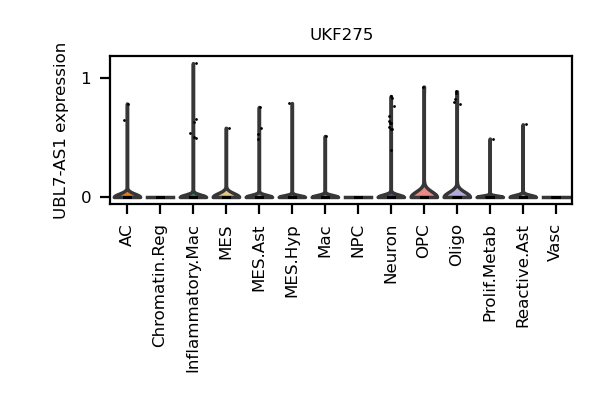 UKF275
UBL7-AS1 expression
1
0
AC
Chromatin.Reg
Inflammatory.Mac
MES
MES.Ast
MES.Hyp
Mac
NPC
Neuron
OPC
Oligo
Prolif.Metab
Reactive.Ast
Vasc